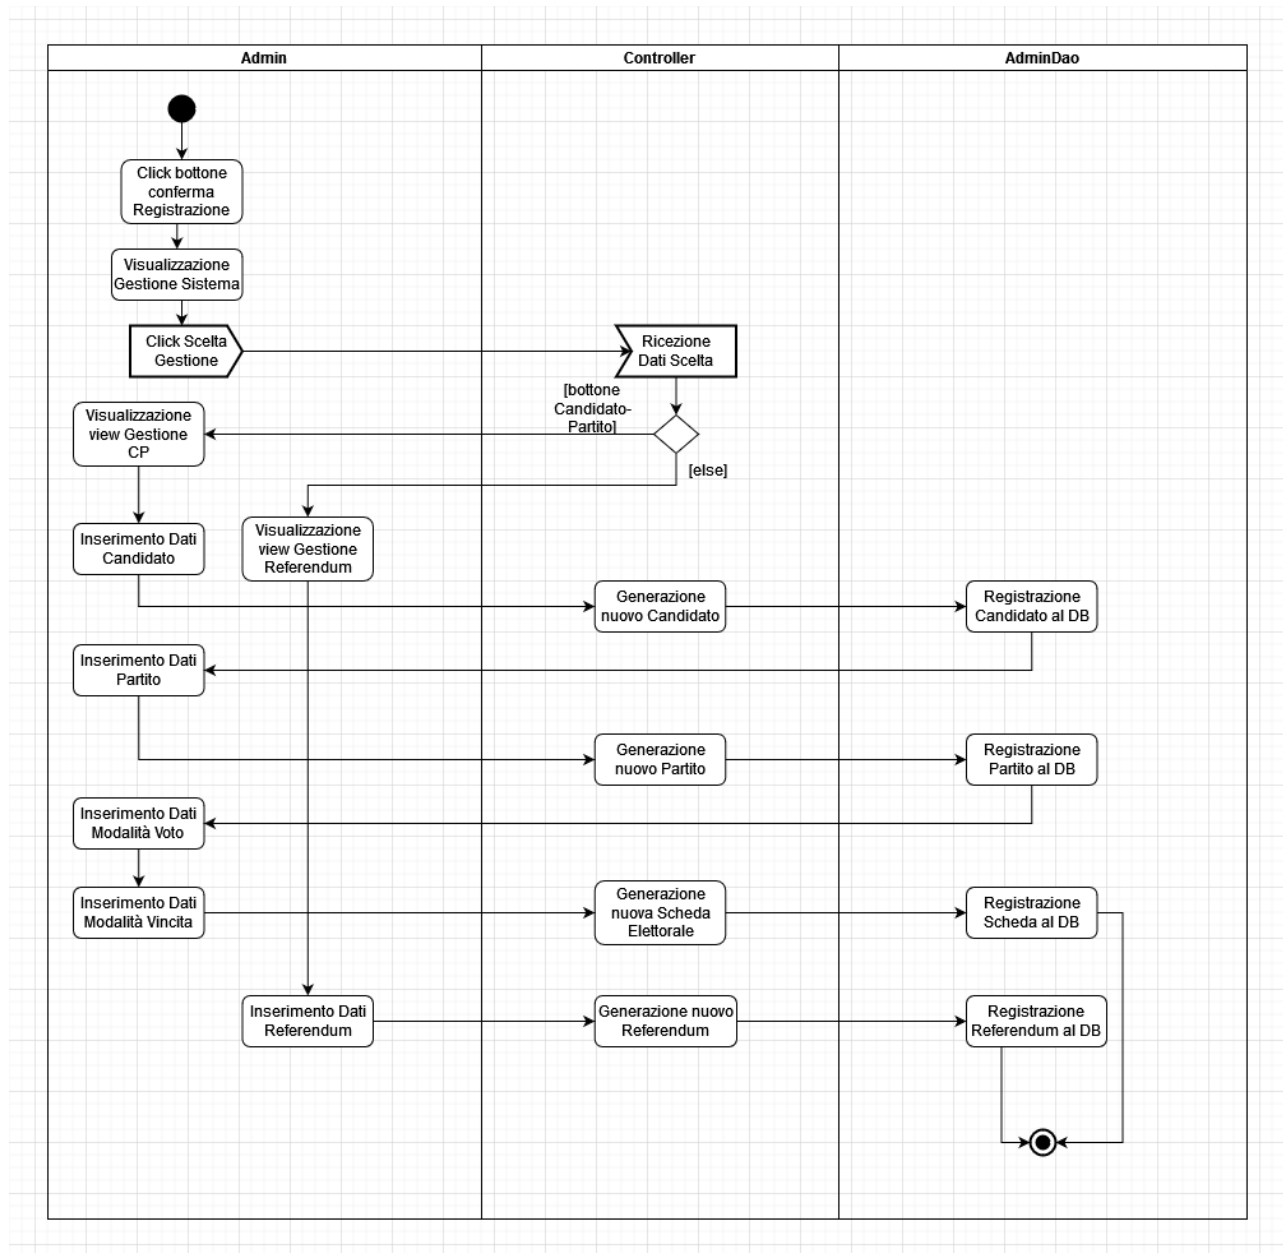 Admin
Controller
AdminDao
Click bottone
conferma
Registrazione
Visualizzazione
Gestione Sistema
Click Scelta
Gestione
Ricezione
Dati Scelta
[bottone
Candidato-
Partito]
[else]
Visualizzazione
view Gestione
CP
Inserimento Dati
Candidato
Visualizzazione
view Gestione
Referendum
Generazione
nuovo Candidato
Registrazione
Candidato al DB
Inserimento Dati
Partito
Generazione
nuovo Partito
Registrazione
Partito al DB
Inserimento Dati
Modalità Voto
Inserimento Dati
Modalità Vincita
Generazione
nuova Scheda
Elettorale
Registrazione
Scheda al DB
Inserimento Dati
Referendum
Generazione nuovo
Referendum
Registrazione
Referendum al DB